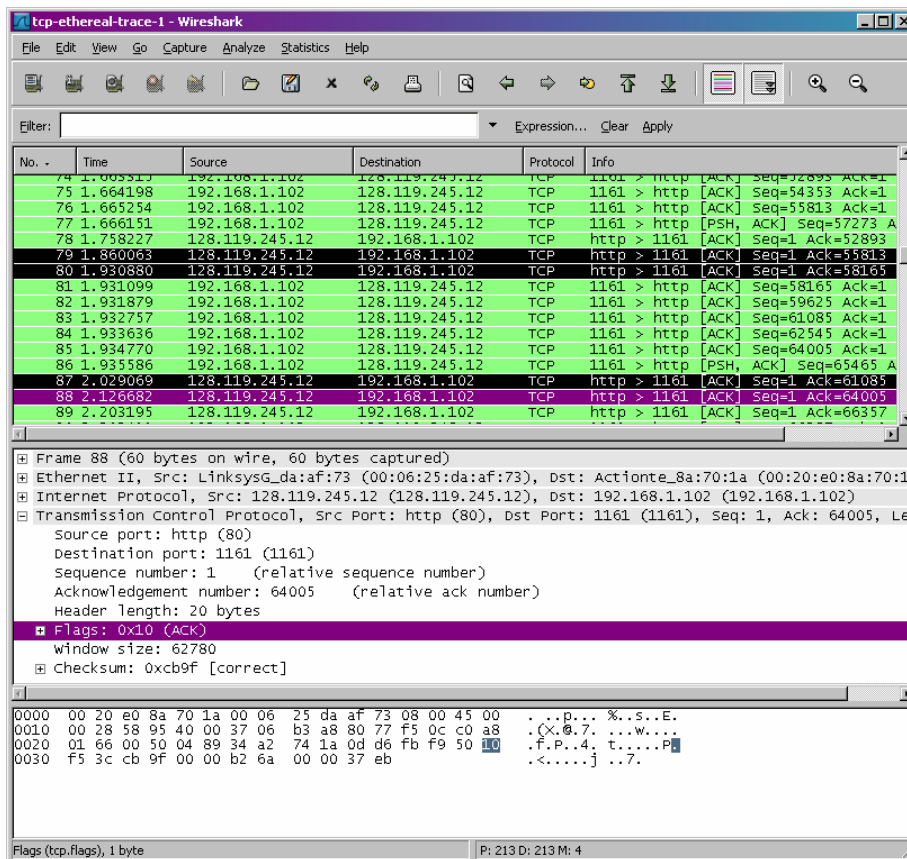 tcp-ethereal-trace-1 - Wireshark
File Edit View Go Capture Analyze Statistics Help
Filter: Expression... Clear Apply
No. - Time Source Destination Protocol Info
74 1.663315 192.168.1.102 128.119.245.12 TCP 1161 > http [ACK] Seq=52893 Ack=1
75 1.664198 192.168.1.102 128.119.245.12 TCP 1161 > http [ACK] Seq=54353 Ack=1
76 1.665254 192.168.1.102 128.119.245.12 TCP 1161 > http [ACK] Seq=55813 Ack=1
77 1.666151 192.168.1.102 128.119.245.12 TCP 1161 > http [PSH, ACK] Seq=57273 A
78 1.758227 128.119.245.12 192.168.1.102 TCP http > 1161 [ACK] Seq=1 Ack=52893
79 1.860063 128.119.245.12 192.168.1.102 TCP http > 1161 [ACK] Seq=1 Ack=55813
80 1.930880 128.119.245.12 192.168.1.102 TCP http > 1161 [ACK] Seq=1 Ack=58165
81 1.931099 192.168.1.102 128.119.245.12 TCP 1161 > http [ACK] Seq=58165 Ack=1
82 1.931879 192.168.1.102 128.119.245.12 TCP 1161 > http [ACK] Seq=59625 Ack=1
83 1.932757 192.168.1.102 128.119.245.12 TCP 1161 > http [ACK] Seq=61085 Ack=1
84 1.933636 192.168.1.102 128.119.245.12 TCP 1161 > http [ACK] Seq=62545 Ack=1
85 1.934770 192.168.1.102 128.119.245.12 TCP 1161 > http [ACK] Seq=64005 Ack=1
86 1.935586 192.168.1.102 128.119.245.12 TCP 1161 > http [PSH, ACK] Seq=65465 A
87 2.029069 128.119.245.12 192.168.1.102 TCP http > 1161 [ACK] Seq=1 Ack=61085
88 2.126682 128.119.245.12 192.168.1.102 TCP http > 1161 [ACK] Seq=1 Ack=64005
89 2.203195 128.119.245.12 192.168.1.102 TCP http > 1161 [ACK] Seq=1 Ack=66357
Frame 88 (60 bytes on wire, 60 bytes captured)
Ethernet II, Src: LinksysG_da:af:73 (00:06:25:da:af:73), Dst: Actionte_8a:70:1a (00:20:e0:8a:70:1
Internet Protocol, Src: 128.119.245.12 (128.119.245.12), Dst: 192.168.1.102 (192.168.1.102)
Transmission Control Protocol, Src Port: http (80), Dst Port: 1161 (1161), Seq: 1, Ack: 64005, Le
Source port: http (80)
Destination port: 1161 (1161)
Sequence number: 1 (relative sequence number)
Acknowledgement number: 64005 (relative ack number)
Header length: 20 bytes
Flags: 0x10 (ACK)
Window size: 62780
Checksum: 0xcb9f [correct]
0000 00 20 e0 8a 70 1a 00 06 25 da af 73 08 00 45 00 . ..p... %..s..E.
0010 00 28 58 95 40 00 37 06 b3 a8 80 77 f5 0c c0 a8 .(X.@.7. ...w....
0020 01 66 00 50 04 89 34 a2 74 1a 0d d6 fb f9 50 10 .f.P..4. t.....P.
0030 f5 3c cb 9f 00 00 b2 6a 00 00 37 eb .<.....j ..7.
Flags (tcp.flags), 1 byte P: 213 D: 213 M: 4